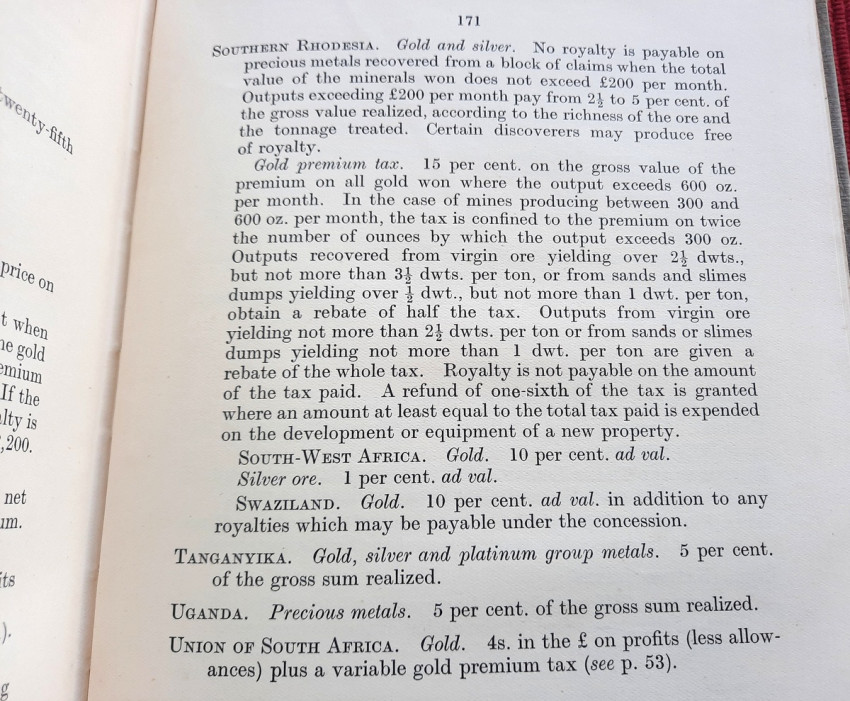 twenty-fifth
price on
t when
gold
emium
If the
lty is
,200.
net
um.
its
).
g
171
SOUTHERN RHODESIA. Gold and silver. No royalty is payable on
precious metals recovered from a block of claims when the total
value of the minerals won does not exceed £200 per month.
Outputs exceeding £200 per month pay from 2½ to 5 per cent. of
the gross value realized, according to the richness of the ore and
the tonnage treated. Certain discoverers may produce free
of royalty.
Gold premium tax. 15 per cent. on the gross value of the
premium on all gold won where the output exceeds 600 oz.
per month. In the case of mines producing between 300 and
600 oz. per month, the tax is confined to the premium on twice
the number of ounces by which the output exceeds 300 oz.
Outputs recovered from virgin ore yielding over 2½ dwts.,
but not more than 3½ dwts. per ton, or from sands and slimes
dumps yielding over ½ dwt., but not more than 1 dwt. per ton,
obtain a rebate of half the tax. Outputs from virgin ore
yielding not more than 2½ dwts. per ton or from sands or slimes
dumps yielding not more than 1 dwt. per ton are given a
rebate of the whole tax. Royalty is not payable on the amount
of the tax paid. A refund of one-sixth of the tax is granted
where an amount at least equal to the total tax paid is expended
on the development or equipment of a new property.
SOUTH-WEST AFRICA. Gold. 10 per cent. ad val.
Silver ore. 1 per cent. ad val.
SWAZILAND. Gold. 10 per cent. ad val. in addition to any
royalties which may be payable under the concession.
TANGANYIKA. Gold, silver and platinum group metals. 5 per cent.
of the gross sum realized.
UGANDA. Precious metals. 5 per cent. of the gross sum realized.
UNION OF SOUTH AFRICA. Gold. 4s. in the £ on profits (less allow-
ances) plus a variable gold premium tax (see p. 53).